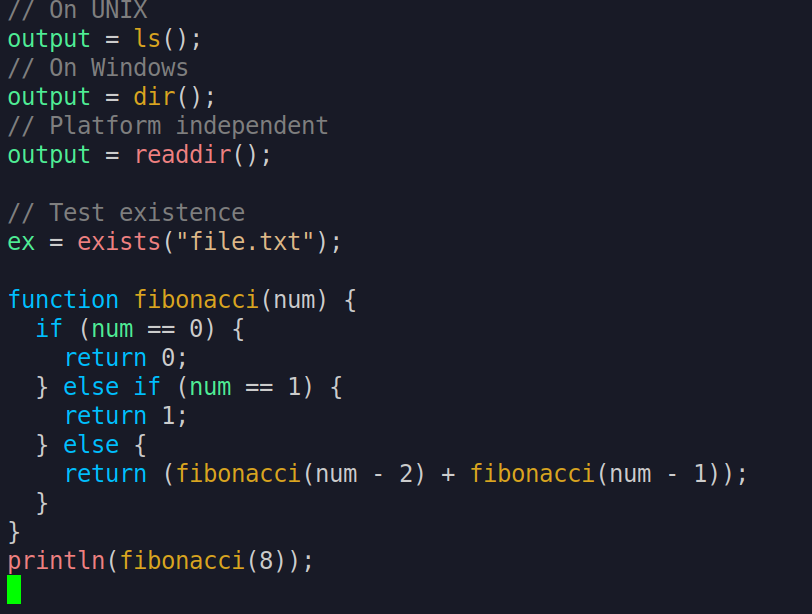 // On UNIX
output = ls();
// On Windows
output = dir();
// Platform independent
output = readdir();

// Test existence
ex = exists("file.txt");

function fibonacci(num) {
  if (num == 0) {
    return 0;
  } else if (num == 1) {
    return 1;
  } else {
    return (fibonacci(num - 2) + fibonacci(num - 1));
  }
}
println(fibonacci(8));